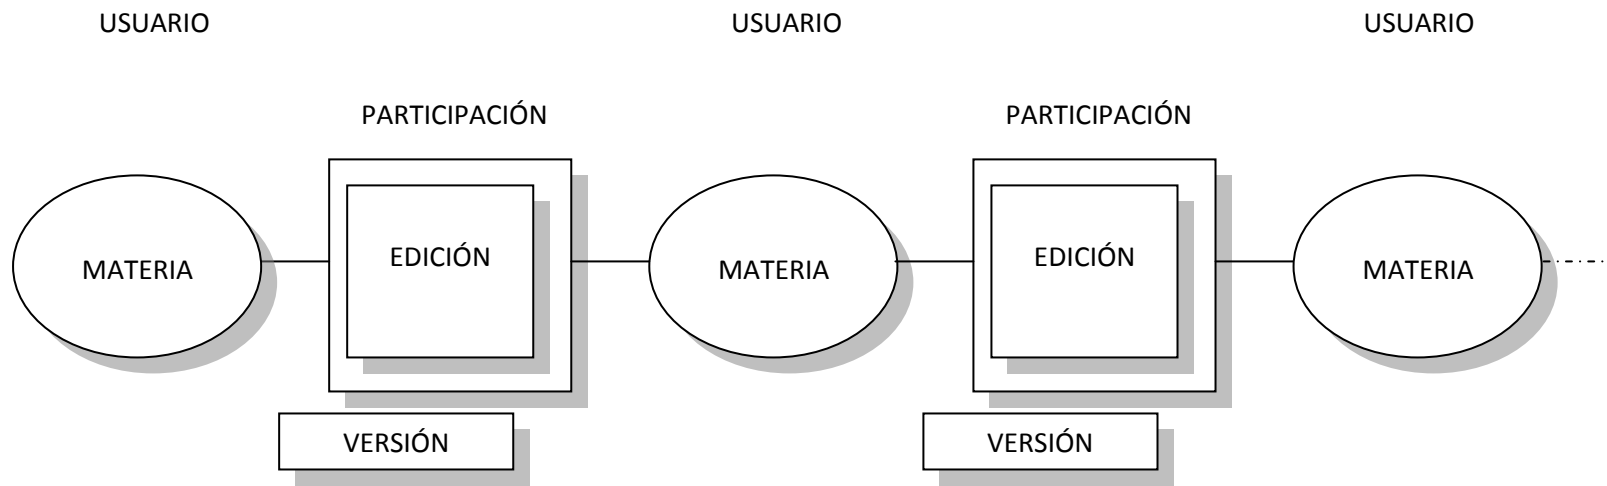 USUARIO USUARIO USUARIO
PARTICIPACIÓN PARTICIPACIÓN
MATERIA EDICIÓN MATERIA EDICIÓN MATERIA
VERSIÓN VERSIÓN